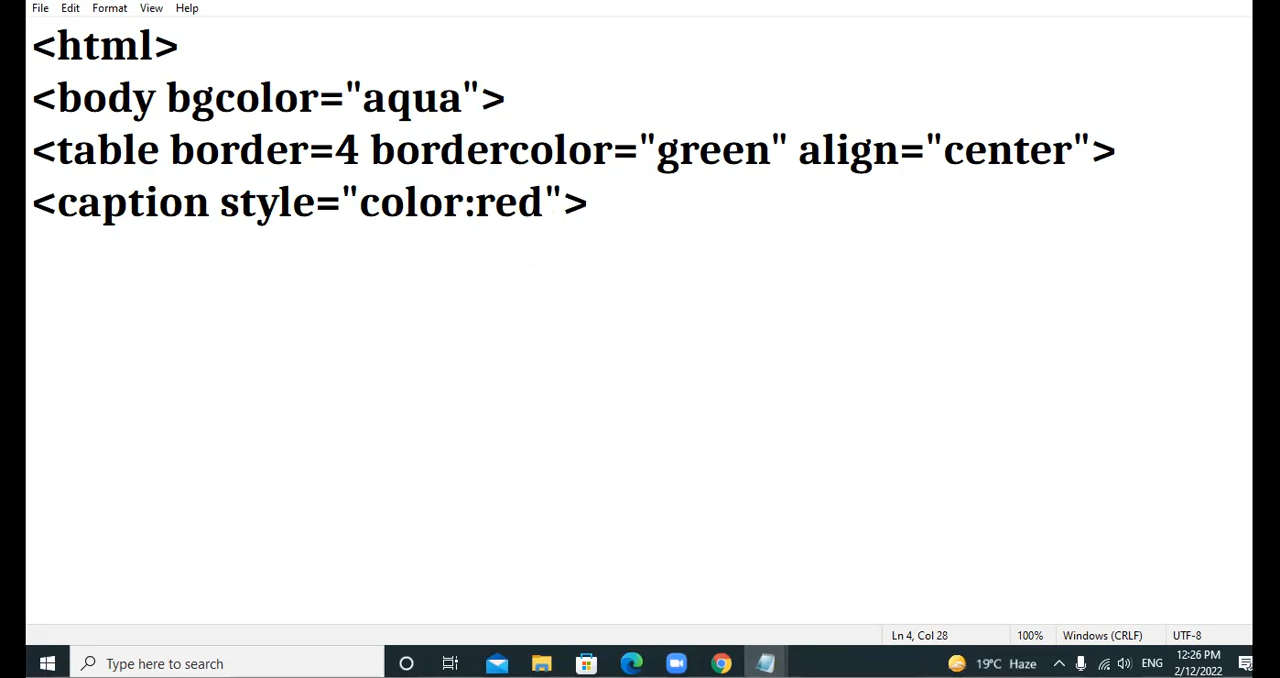 File Edit Format View Help
<html>
<body bgcolor="aqua">
<table border=4 bordercolor="green" align="center">
<caption style="color:red">
Ln 4, Col 28 100% Windows (CRLF) UTF-8
Type here to search 19°C Haze ENG 12:26 PM
2/12/2022